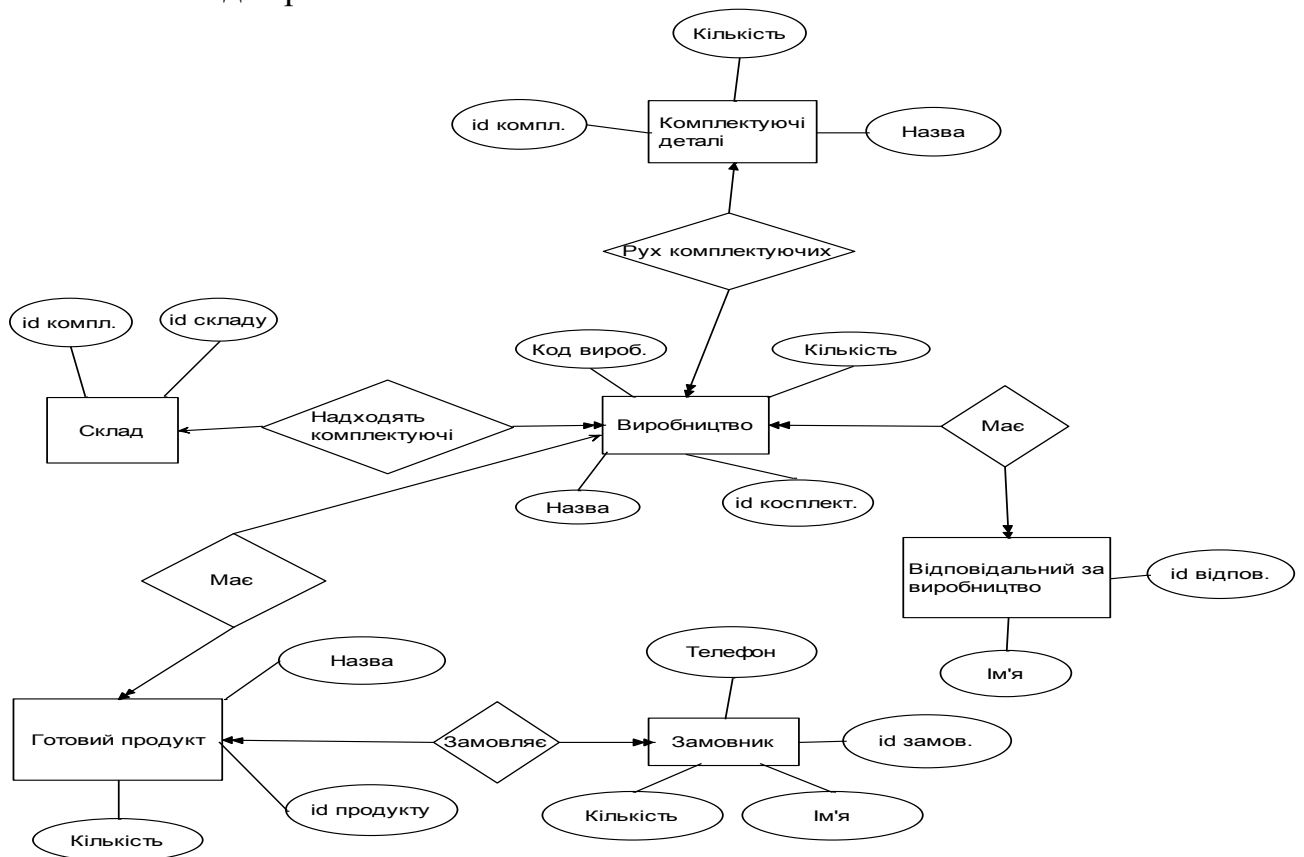 Кількість
id компл.
Комплектуючі
деталі
Назва
Рух комплектуючих
id компл.
id складу
Код вироб.
Кількість
Склад
Надходять
комплектуючі
Виробництво
Має
Назва
id косплект.
Має
Відповідальний за
виробництво
id відпов.
Назва
Телефон
Ім'я
Готовий продукт
Замовляє
Замовник
id замов.
id продукту
Кількість
Ім'я
Кількість